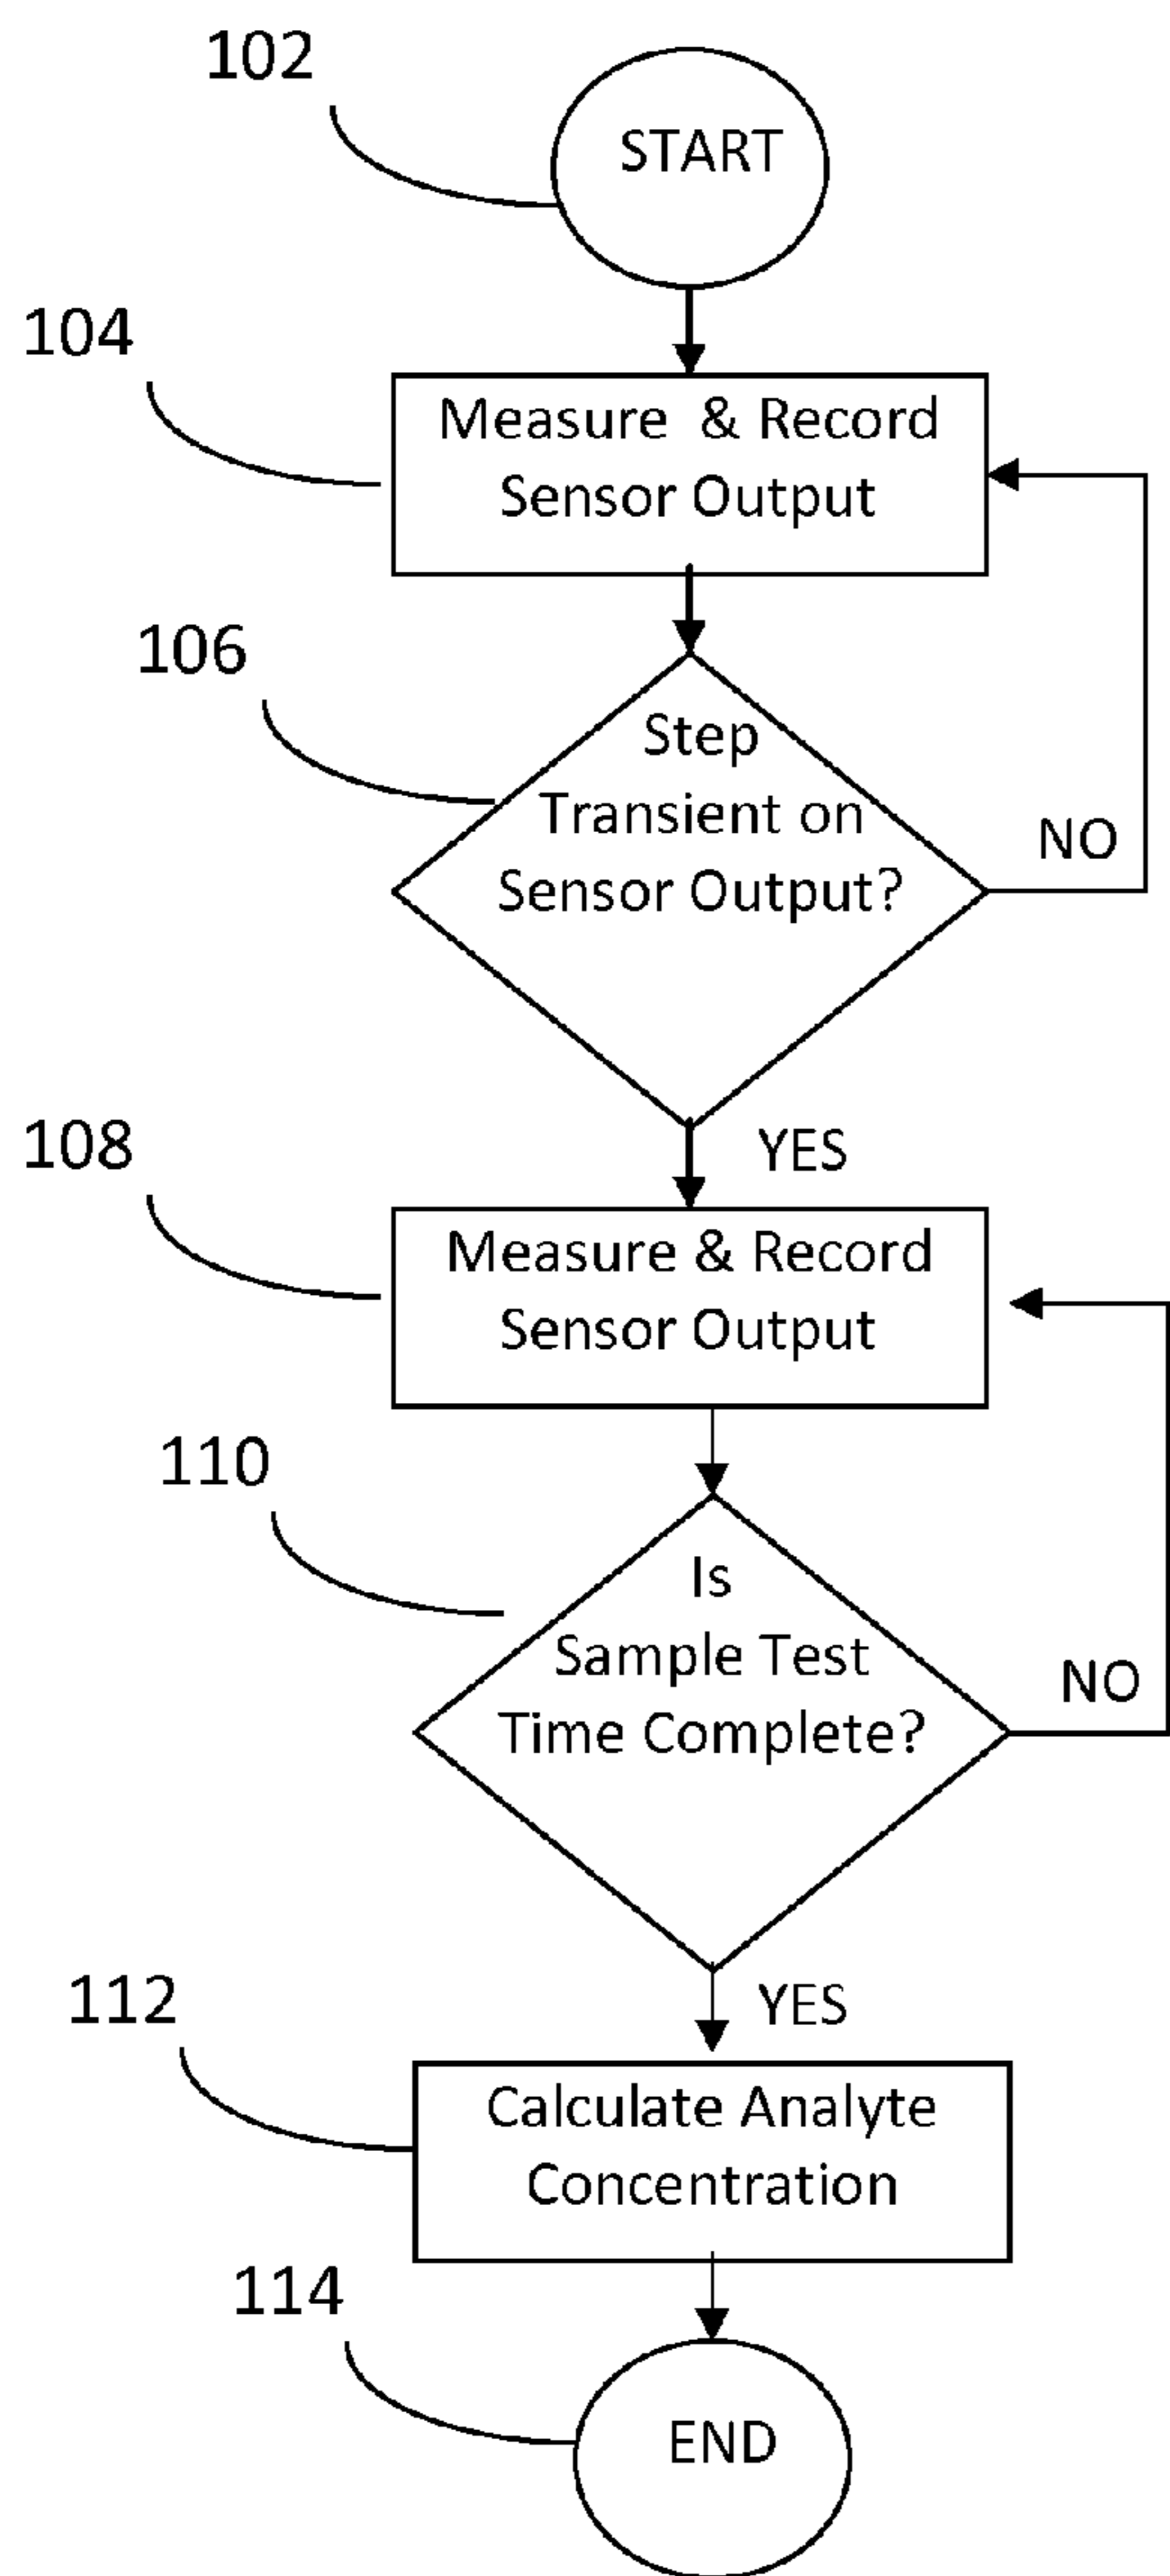 102
START
104
Measure & Record
Sensor Output
106
Step
Transient on
Sensor Output?
NO
YES
108
Measure & Record
Sensor Output
110
Is
Sample Test
Time Complete?
NO
YES
112
Calculate Analyte
Concentration
114
END